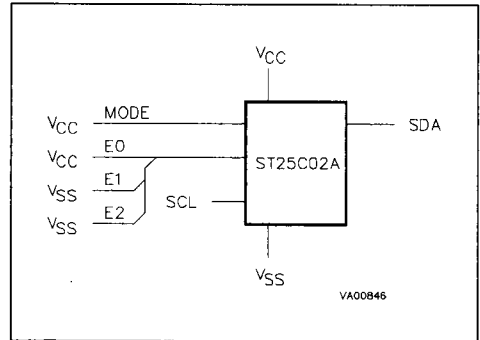 VCC
VCC MODE
SDA
VCC E0
ST25C02A
VSS E1
SCL
VSS E2
VSS
VA00846